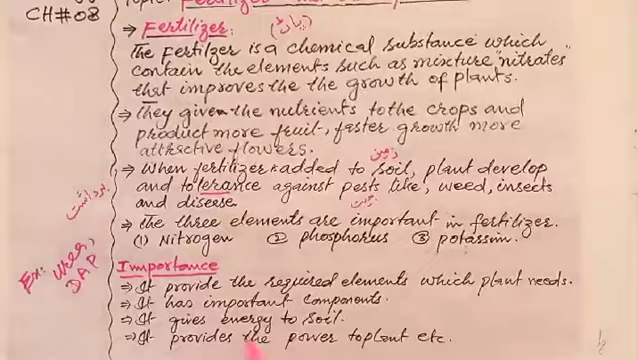 CH#08
→ Fertilizer:
The Fertilizer is a chemical substance which
contain the elements such as mixture "nitrates"
that improves the the growth of plants.
⇒ They given the nutrients to the crops and
product more fruit, faster growth more
attractive flowers.
زمین
⇒ When fertilizer is added to soil, plant develop
and tolerance against pests like, weed, insects
and disease
برداشت
⇒ The three elements are important in fertilizer.
(1) Nitrogen ② phosphorus ③ potassim.
Ex: Urea,
DAP
Importance
⇒ It provide the required elements which plant needs.
⇒ It has important components.
⇒ It gives energy to soil.
⇒ It provides the power to plant etc.